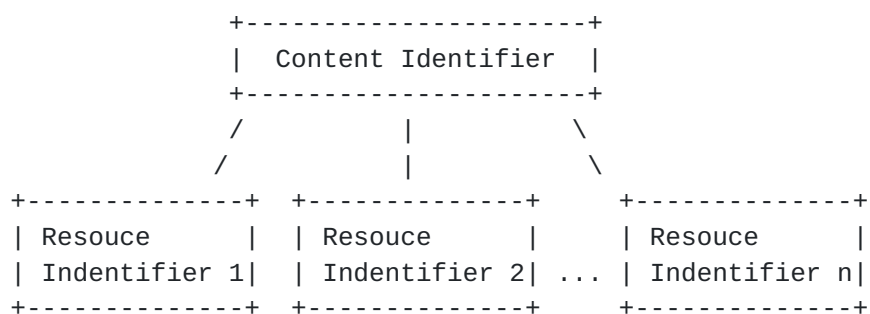 Content Identifier
Resouce Resouce Resouce
Indentifier 1 Indentifier 2 ... Indentifier n